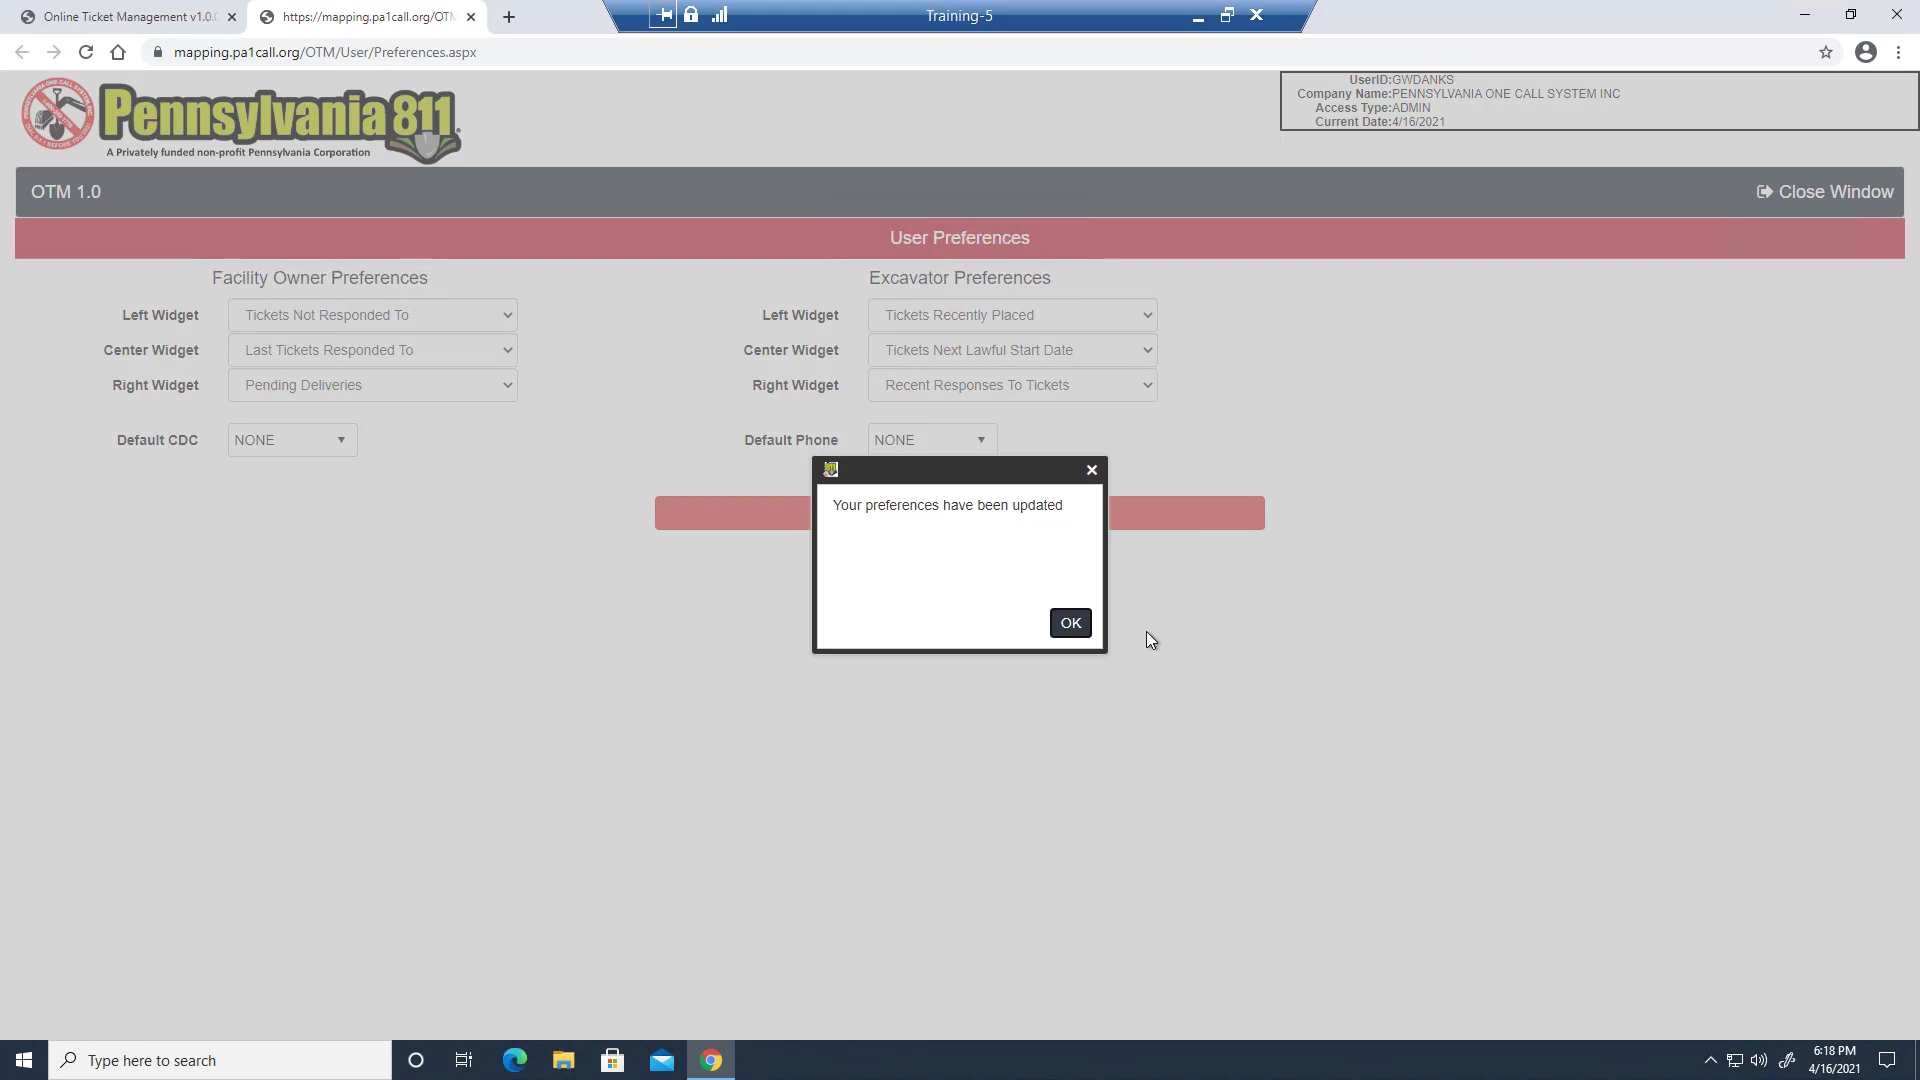 Online Ticket Management v1.0.
https://mapping.pa1call.org/OTM
Training-5
mapping.pa1call.org/OTM/User/Preferences.aspx
Pennsylvania 811
A Privately funded non-profit Pennsylvania Corporation
UserID:GWDANKS
Company Name:PENNSYLVANIA ONE CALL SYSTEM INC
Access Type:ADMIN
Current Date:4/16/2021
OTM 1.0
Close Window
User Preferences
Facility Owner Preferences
Excavator Preferences
Left Widget
Tickets Not Responded To
Left Widget
Tickets Recently Placed
Center Widget
Last Tickets Responded To
Center Widget
Tickets Next Lawful Start Date
Right Widget
Pending Deliveries
Right Widget
Recent Responses To Tickets
Default CDC
NONE
Default Phone
NONE
811
Your preferences have been updated
OK
Type here to search
6:18 PM
4/16/2021